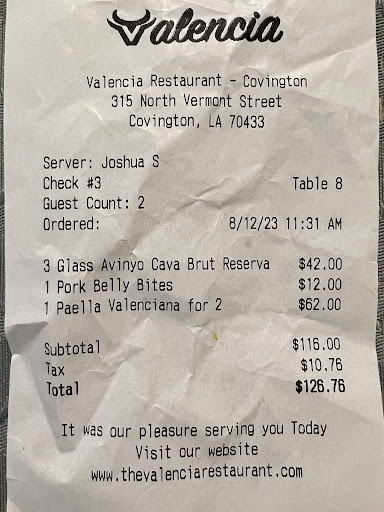 Valencia
Valencia Restaurant - Covington
315 North Vermont Street
Covington, LA 70433
Server: Joshua S
Check #3 Table 8
Guest Count: 2
Ordered: 8/12/23 11:31 AM
3 Glass Avinyo Cava Brut Reserva $42.00
1 Pork Belly Bites $12.00
1 Paella Valenciana for 2 $62.00
Subtotal $116.00
Tax $10.76
Total $126.76
It was our pleasure serving you Today
Visit our website
www.thevalenciarestaurant.com